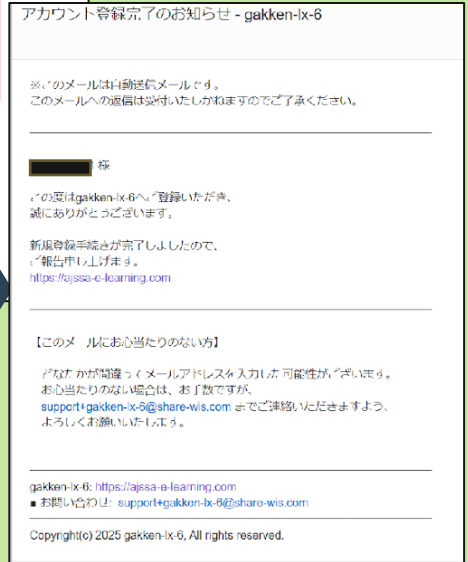 アカウント登録完了のお知らせ - gakken-lx-6
※このメールは自動送信メールです。
このメールへの返信は受付いたしかねますのでご了承ください。
様
この度はgakken-lx-6へご登録いただき、
誠にありがとうございます。
新規登録手続きが完了しましたので、
ご報告申し上げます。
https://ajssa-e-learning.com
【このメールにお心当たりのない方】
どなたかが間違ってメールアドレスを入力した可能性がございます。
お心当たりのない場合は、お手数ですが、
support+gakken-lx-6@share-wis.com までご連絡いただきますよう、
よろしくお願いいたします。
gakken-lx-6: https://ajssa-e-learning.com
■ お問い合わせ: support+gakken-lx-6@share-wis.com
Copyright(c) 2025 gakken-lx-6, All rights reserved.